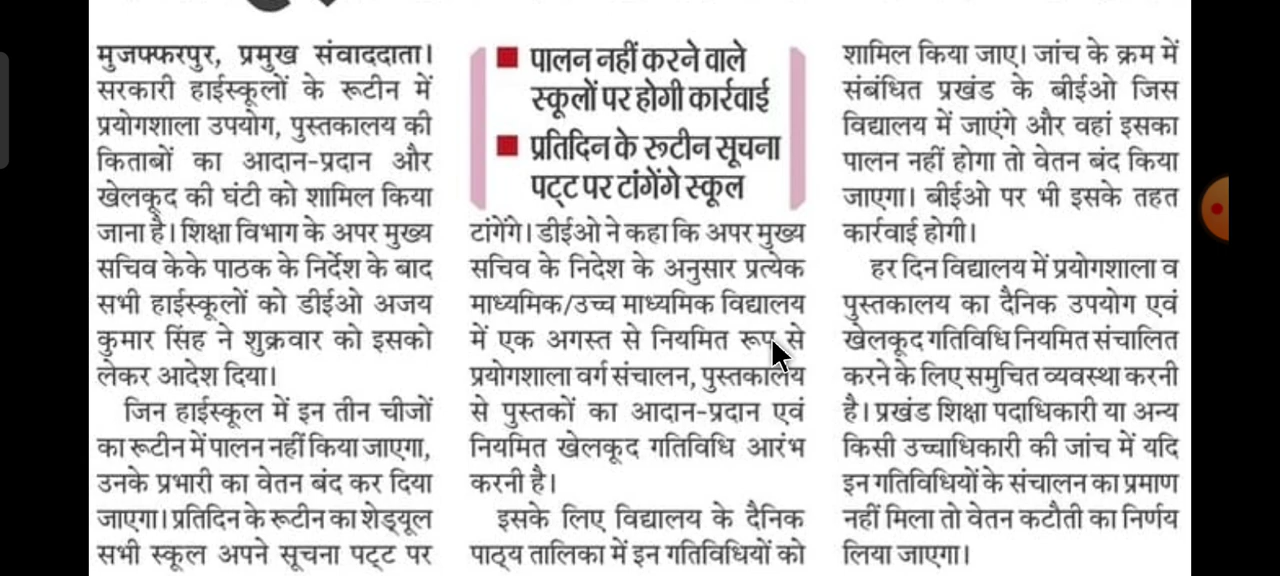 मुजफ्फरपुर, प्रमुख संवाददाता।
सरकारी हाईस्कूलों के रूटीन में
प्रयोगशाला उपयोग, पुस्तकालय की
किताबों का आदान-प्रदान और
खेलकूद की घंटी को शामिल किया
जाना है। शिक्षा विभाग के अपर मुख्य
सचिव केके पाठक के निर्देश के बाद
सभी हाईस्कूलों को डीईओ अजय
कुमार सिंह ने शुक्रवार को इसको
लेकर आदेश दिया।
जिन हाईस्कूल में इन तीन चीजों
का रूटीन में पालन नहीं किया जाएगा,
उनके प्रभारी का वेतन बंद कर दिया
जाएगा। प्रतिदिन के रूटीन का शेड्यूल
सभी स्कूल अपने सूचना पट्ट पर
पालन नहीं करने वाले
स्कूलों पर होगी कार्रवाई
प्रतिदिन के रूटीन सूचना
पट्ट पर टांगेंगे स्कूल
टांगेंगे। डीईओ ने कहा कि अपर मुख्य
सचिव के निदेश के अनुसार प्रत्येक
माध्यमिक/उच्च माध्यमिक विद्यालय
में एक अगस्त से नियमित रूप से
प्रयोगशाला वर्ग संचालन, पुस्तकालय
से पुस्तकों का आदान-प्रदान एवं
नियमित खेलकूद गतिविधि आरंभ
करनी है।
इसके लिए विद्यालय के दैनिक
पाठ्य तालिका में इन गतिविधियों को
शामिल किया जाए। जांच के क्रम में
संबंधित प्रखंड के बीईओ जिस
विद्यालय में जाएंगे और वहां इसका
पालन नहीं होगा तो वेतन बंद किया
जाएगा। बीईओ पर भी इसके तहत
कार्रवाई होगी।
हर दिन विद्यालय में प्रयोगशाला व
पुस्तकालय का दैनिक उपयोग एवं
खेलकूद गतिविधि नियमित संचालित
करने के लिए समुचित व्यवस्था करनी
है। प्रखंड शिक्षा पदाधिकारी या अन्य
किसी उच्चाधिकारी की जांच में यदि
इन गतिविधियों के संचालन का प्रमाण
नहीं मिला तो वेतन कटौती का निर्णय
लिया जाएगा।